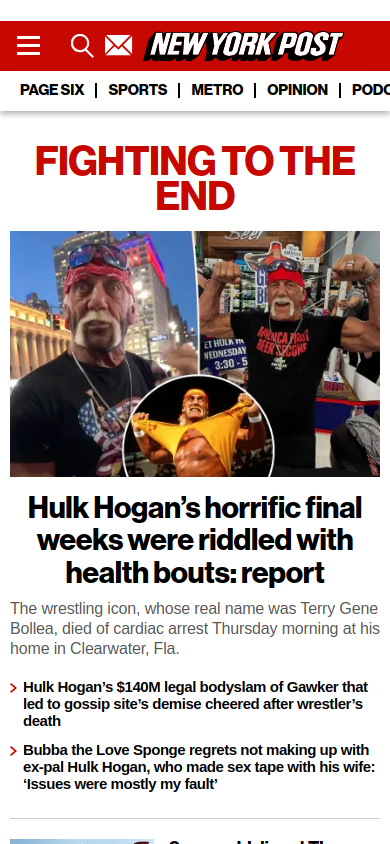 NEW YORK POST
PAGE SIX | SPORTS | METRO | OPINION | PODC
FIGHTING TO THE
END
Beer
AMERICAN
ET HULK H
WEDNESDAY
3:30 - 5
AMERICA FIRST
BEER SECOND
Hulk Hogan’s horrific final
weeks were riddled with
health bouts: report
The wrestling icon, whose real name was Terry Gene
Bollea, died of cardiac arrest Thursday morning at his
home in Clearwater, Fla.
Hulk Hogan’s $140M legal bodyslam of Gawker that
led to gossip site’s demise cheered after wrestler’s
death
Bubba the Love Sponge regrets not making up with
ex-pal Hulk Hogan, who made sex tape with his wife:
‘Issues were mostly my fault’